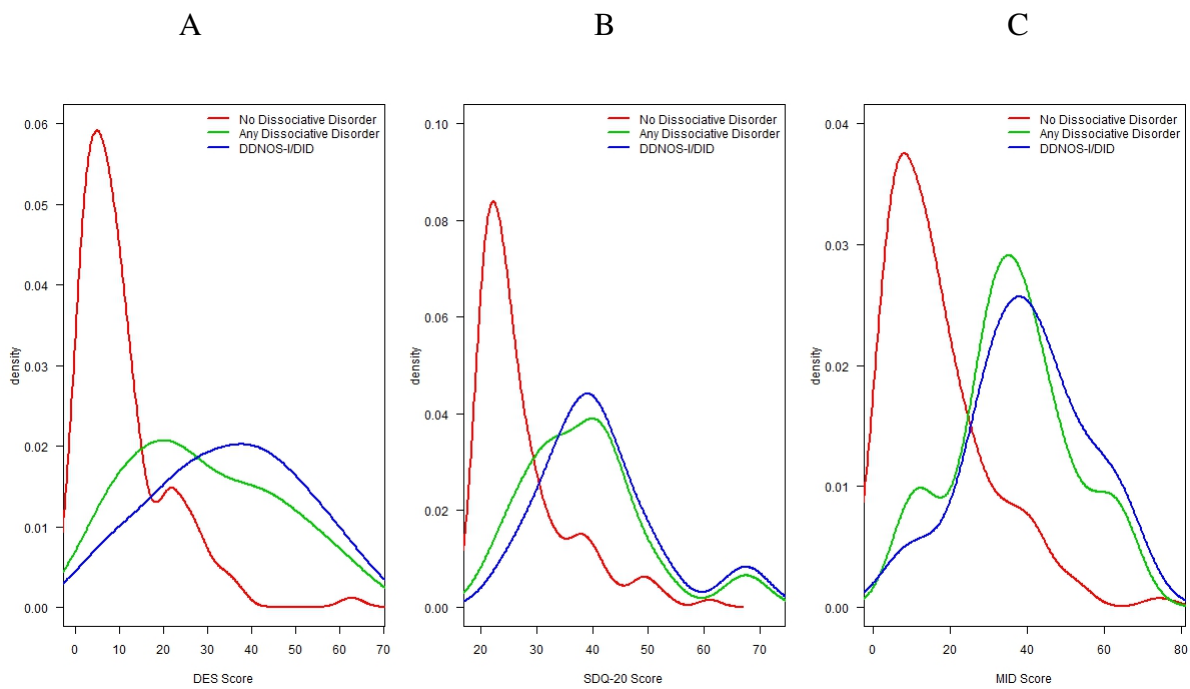 A
B
C
0.06
0.05
0.04
0.03
0.02
0.01
0.00
density
No Dissociative Disorder
Any Dissociative Disorder
DDNOS-I/DID
0 10 20 30 40 50 60 70
DES Score
0.10
0.08
0.06
0.04
0.02
0.00
density
No Dissociative Disorder
Any Dissociative Disorder
DDNOS-I/DID
20 30 40 50 60 70
SDQ-20 Score
0.04
0.03
0.02
0.01
0.00
density
No Dissociative Disorder
Any Dissociative Disorder
DDNOS-I/DID
0 20 40 60 80
MID Score